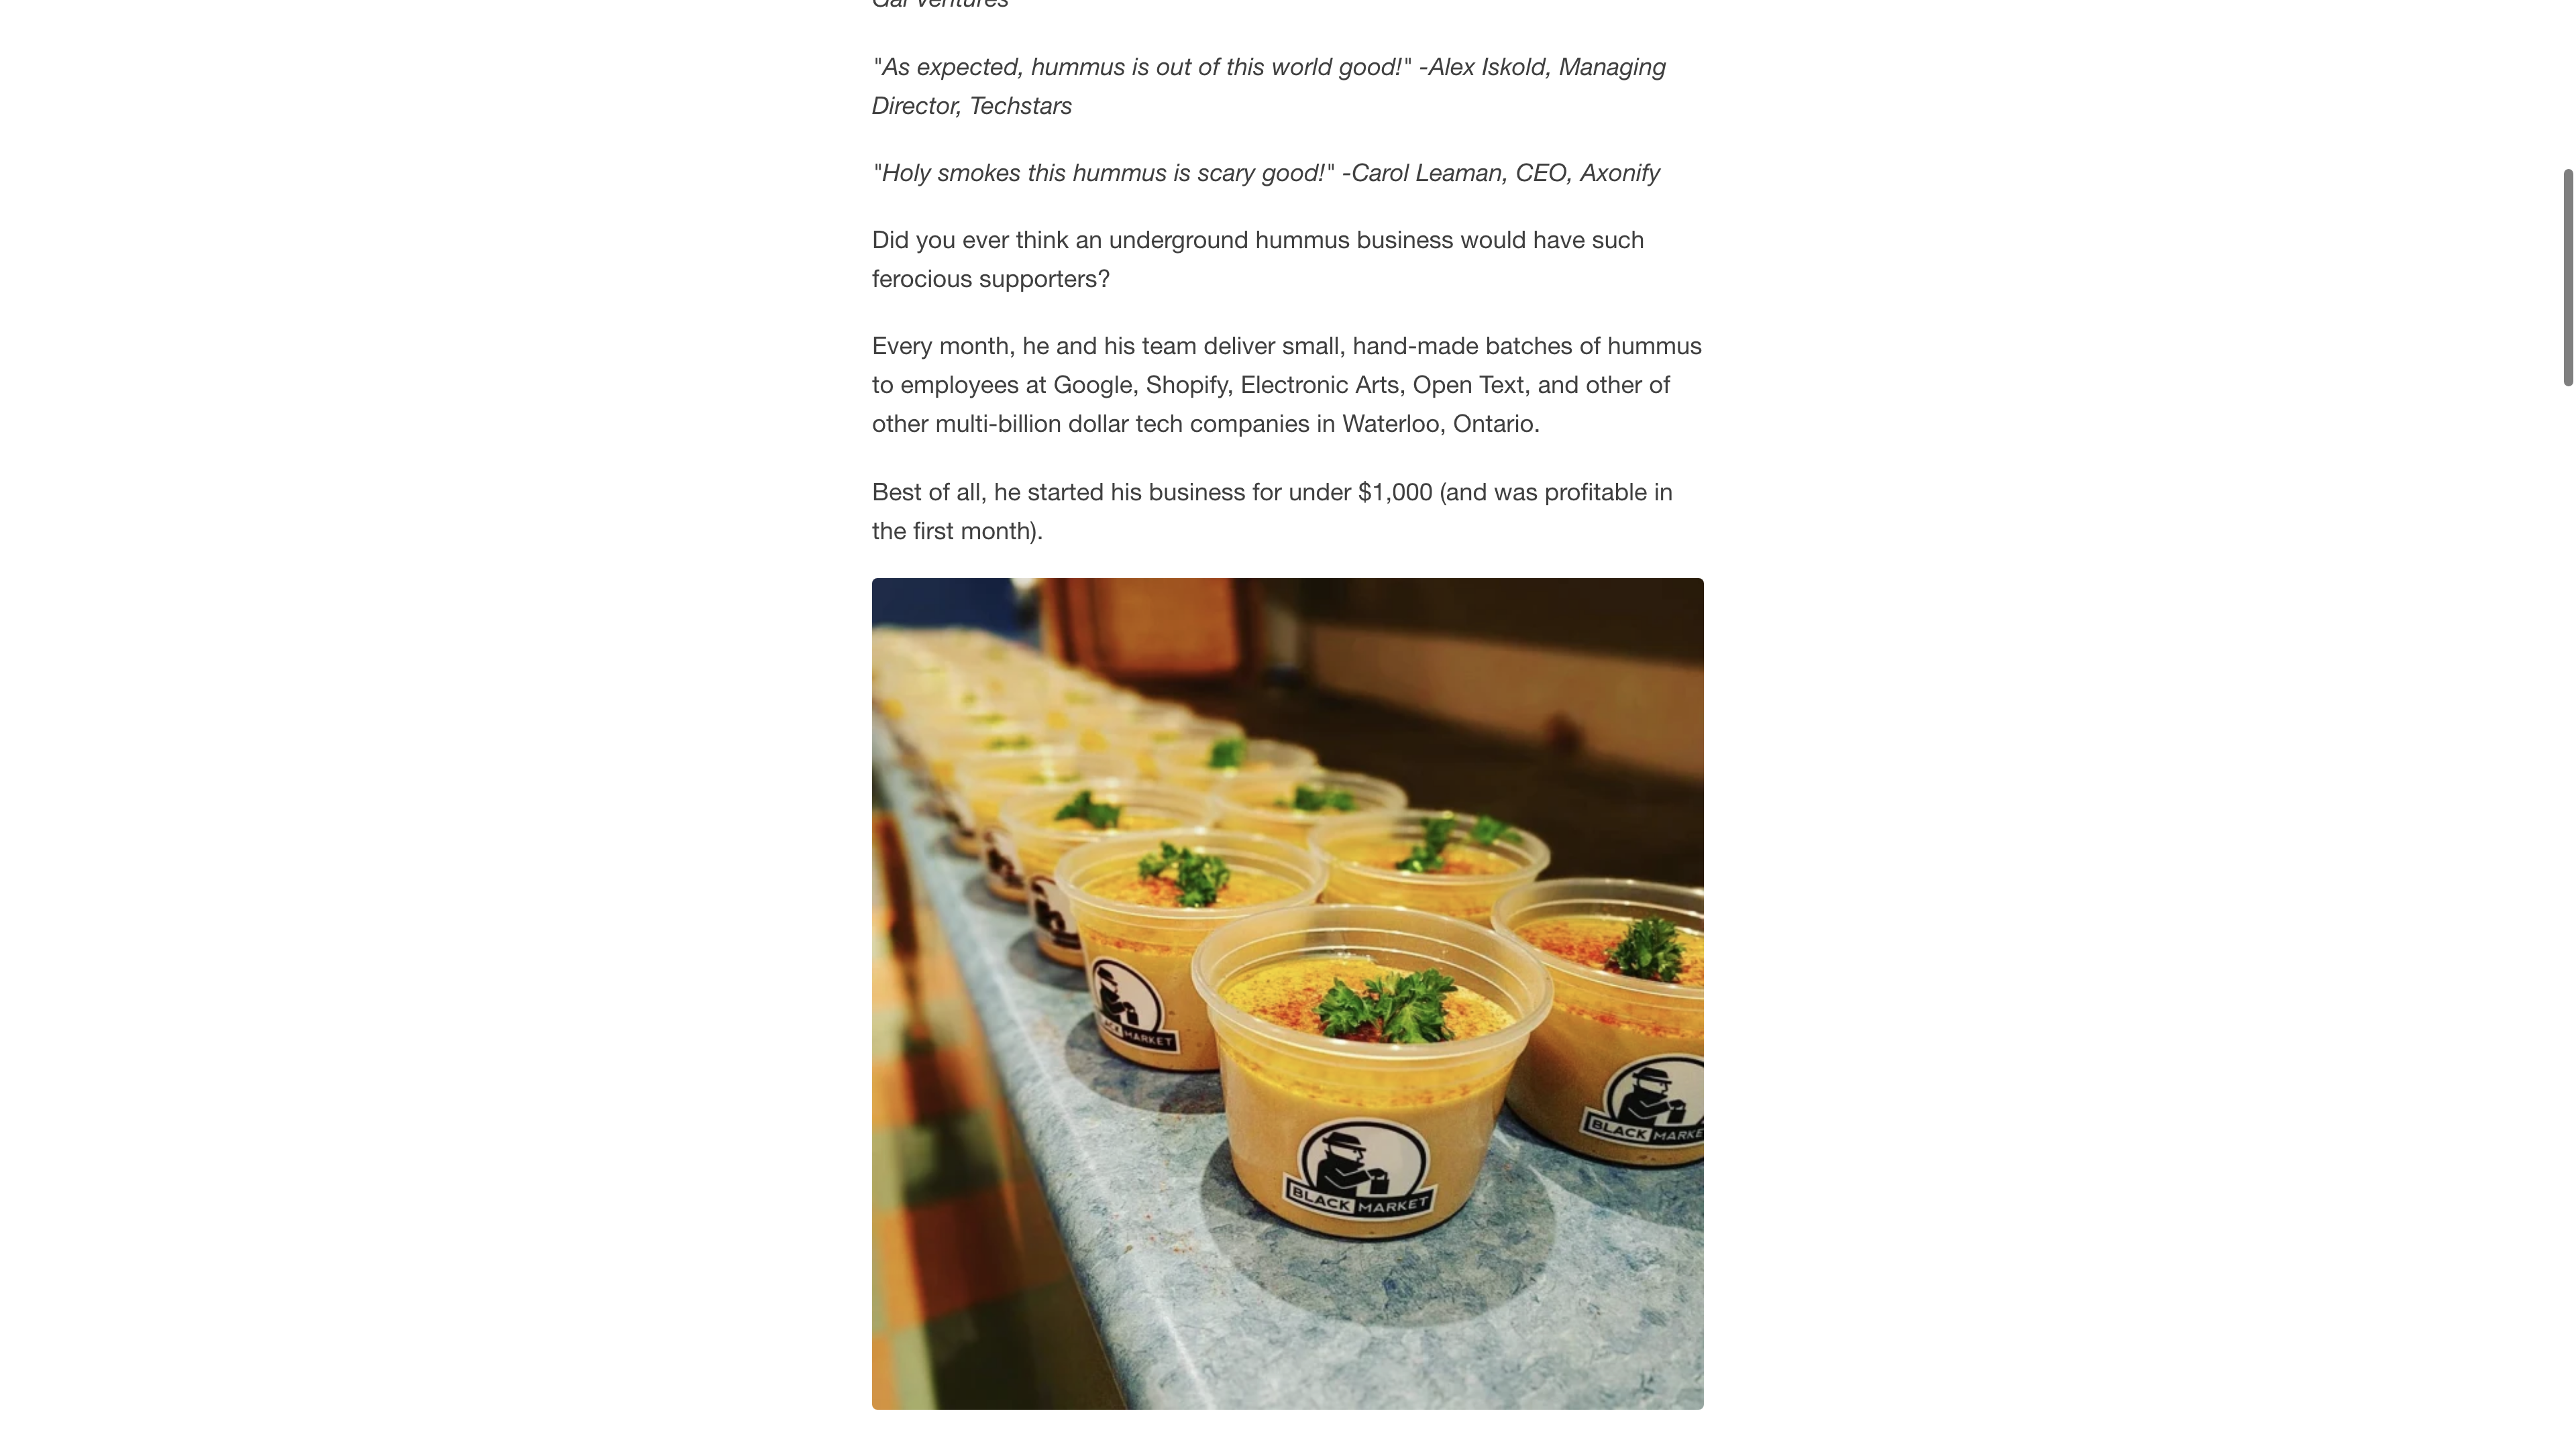 "As expected, hummus is out of this world good!" -Alex Iskold, Managing
Director, Techstars
"Holy smokes this hummus is scary good!" -Carol Leaman, CEO, Axonify
Did you ever think an underground hummus business would have such
ferocious supporters?
Every month, he and his team deliver small, hand-made batches of hummus
to employees at Google, Shopify, Electronic Arts, Open Text, and other of
other multi-billion dollar tech companies in Waterloo, Ontario.
Best of all, he started his business for under $1,000 (and was profitable in
the first month).
MARKET
BLACK MARKET
BLACK MARKE